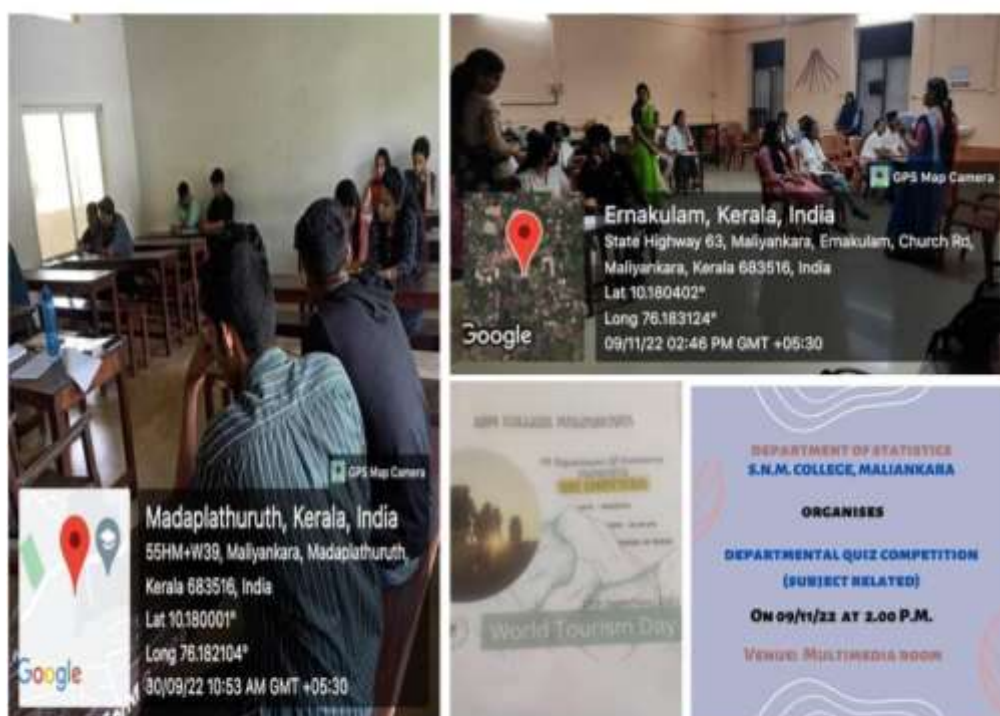 GPS Map Camera
Madaplathuruth, Kerala, India
55HM+W39, Maliyankara, Madaplathuruth,
Kerala 683516, India
Lat 10.180001°
Long 76.182104°
30/09/22 10:53 AM GMT +05:30
Google
GPS Map Camera
Ernakulam, Kerala, India
State Highway 63, Maliyankara, Ernakulam, Church Rd,
Maliyankara, Kerala 683516, India
Lat 10.180402°
Long 76.183124°
09/11/22 02:46 PM GMT +05:30
Google
World Tourism Day
DEPARTMENT OF STATISTICS
S.N.M. COLLEGE, MALIANKARA
ORGANISES
DEPARTMENTAL QUIZ COMPETITION
(SUBJECT RELATED)
ON 09/11/22 AT 2.00 P.M.
VENUE: MULTIMEDIA ROOM